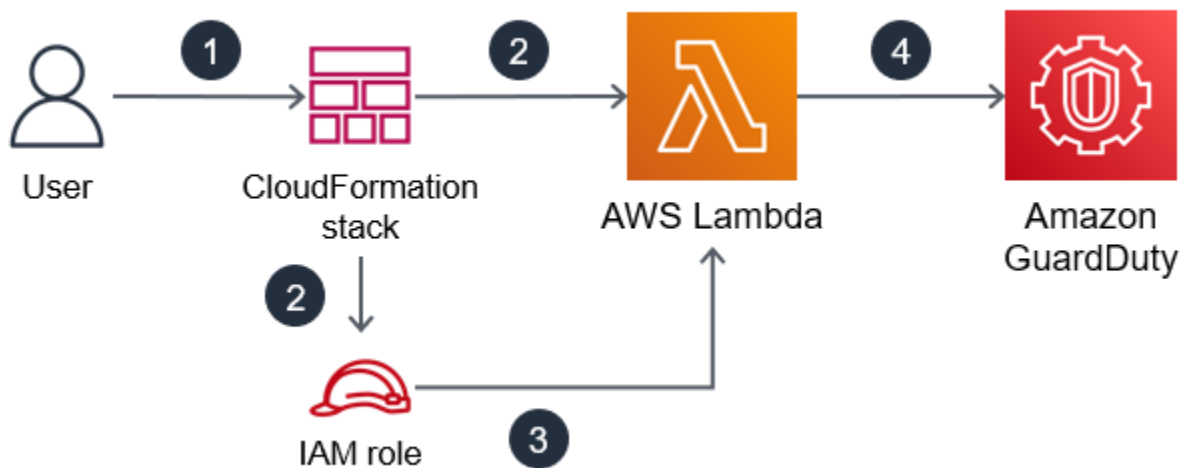 1
2
4
User
CloudFormation
stack
AWS Lambda
Amazon
GuardDuty
2
IAM role
3